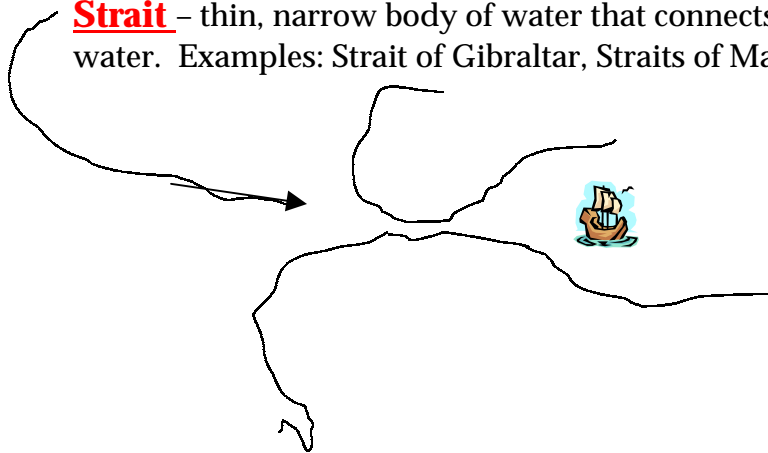 Strait – thin, narrow body of water that connects
water. Examples: Strait of Gibraltar, Straits of